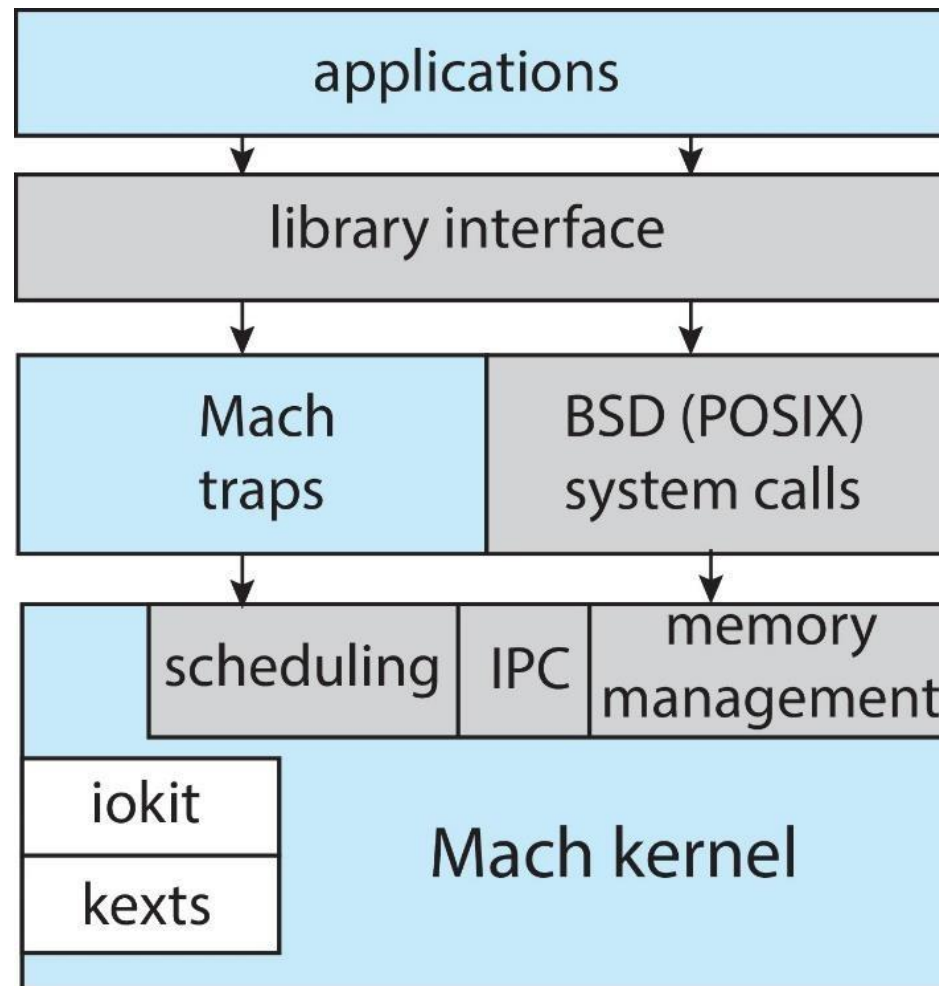 applications
library interface
Mach
traps
BSD (POSIX)
system calls
scheduling
IPC
memory
management
iokit
kexts
Mach kernel